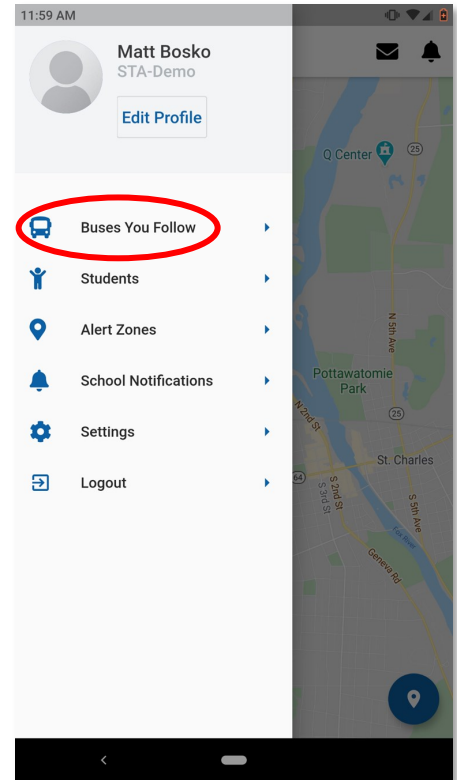 11:59 AM
Matt Bosko
STA-Demo
Edit Profile
Buses You Follow
Students
Alert Zones
School Notifications
Settings
Logout
Q Center
25
N 5th Ave
Pottawatomie
Park
N 2nd St
25
64
St. Charles
S 2nd St
S 3rd St
S 5th Ave
Fox River
Geneva Rd